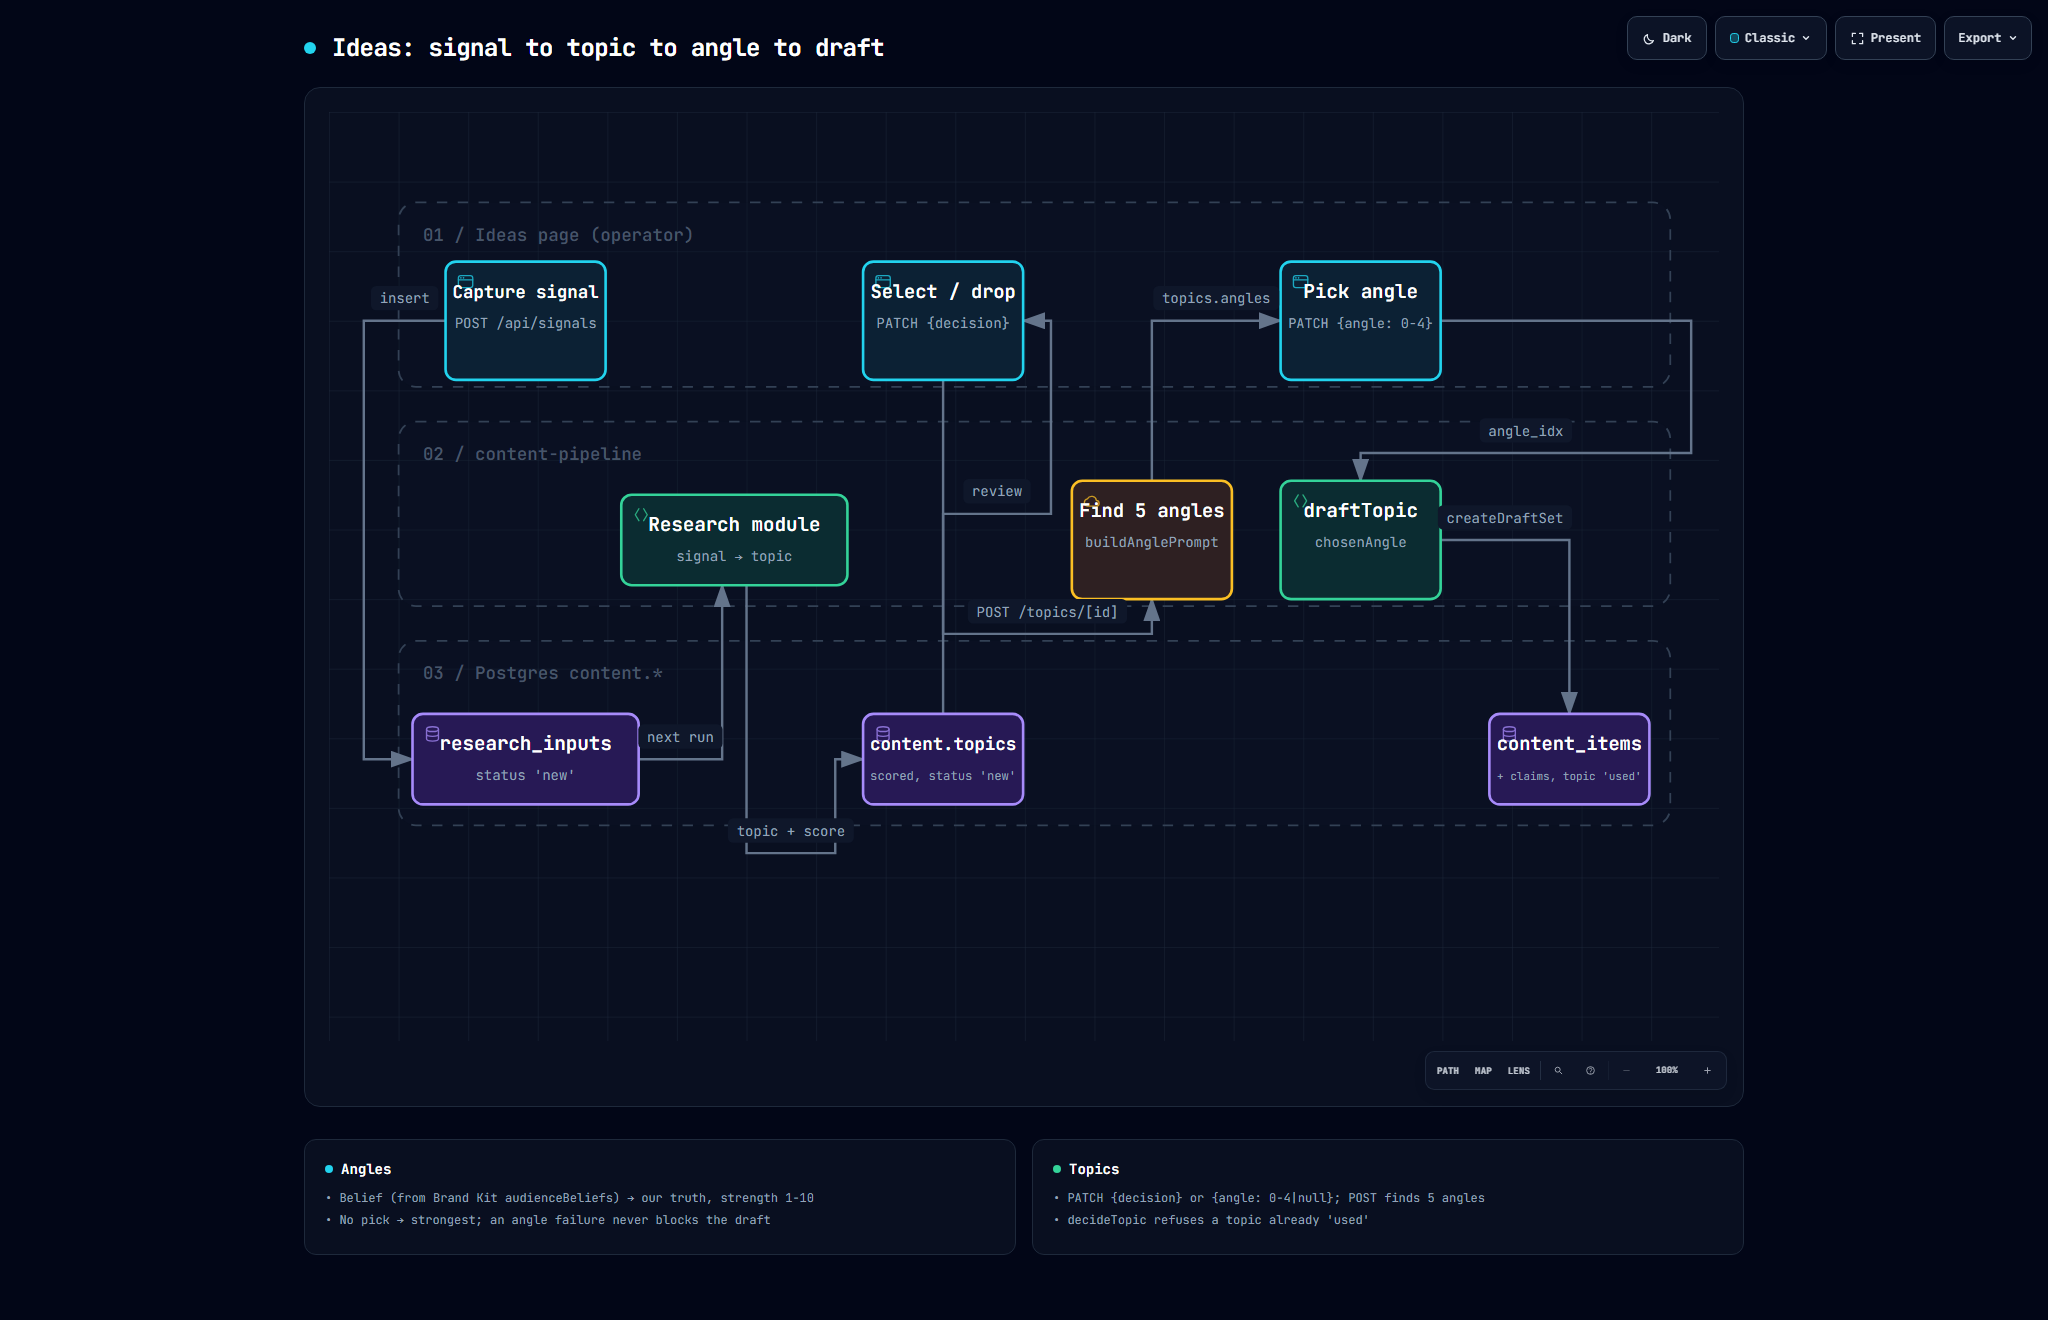 Ideas: signal to topic to angle to draft
Dark
Classic
Present
Export
01 / Ideas page (operator)
insert
Capture signal
POST /api/signals
Select / drop
PATCH {decision}
topics.angles
Pick angle
PATCH {angle: 0-4}
angle_idx
02 / content-pipeline
Research module
signal → topic
review
Find 5 angles
buildAnglePrompt
draftTopic
chosenAngle
createDraftSet
POST /topics/[id]
03 / Postgres content.*
research_inputs
status 'new'
next run
content.topics
scored, status 'new'
content_items
+ claims, topic 'used'
topic + score
PATH
MAP
LENS
100%
Angles
• Belief (from Brand Kit audienceBeliefs) → our truth, strength 1-10
• No pick → strongest; an angle failure never blocks the draft
Topics
• PATCH {decision} or {angle: 0-4|null}; POST finds 5 angles
• decideTopic refuses a topic already 'used'